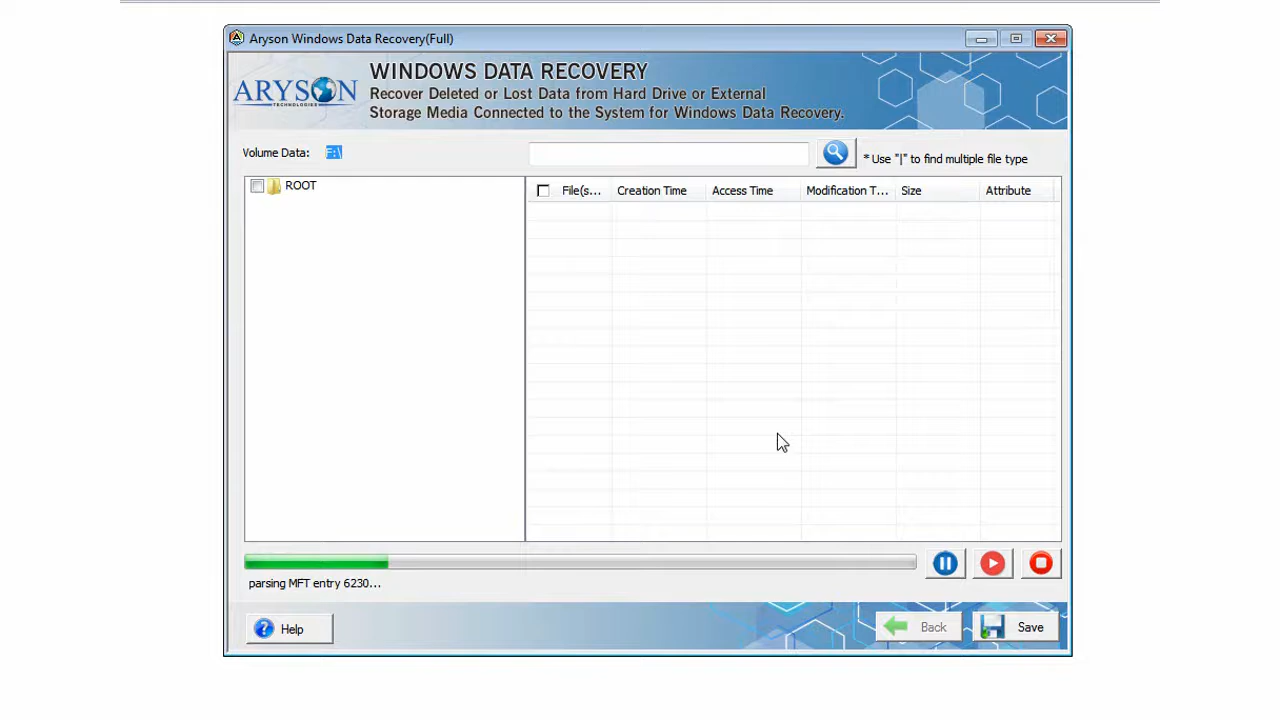 Aryson Windows Data Recovery(Full)
ARYSON
TECHNOLOGIES
WINDOWS DATA RECOVERY
Recover Deleted or Lost Data from Hard Drive or External
Storage Media Connected to the System for Windows Data Recovery.
Volume Data: F:\
* Use "|" to find multiple file type
ROOT
File(s... Creation Time Access Time Modification T... Size Attribute
parsing MFT entry 6230...
Help
Back
Save